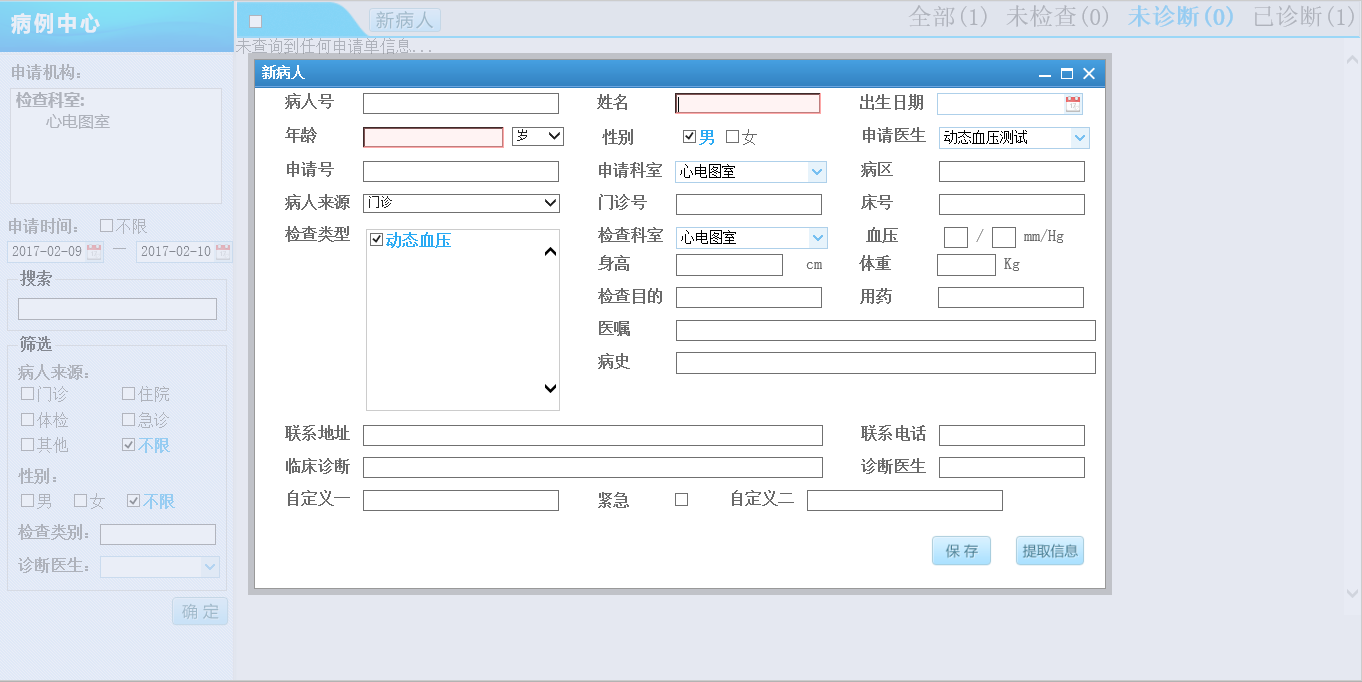 病例中心
新病人
全部(1) 未检查(0) 未诊断(0) 已诊断(1)
未查询到任何申请单信息...
申请机构:
检查科室:
心电图室
申请时间: 不限
2017-02-09 — 2017-02-10
搜索
筛选
病人来源:
门诊 住院
体检 急诊
其他 不限
性别:
男 女 不限
检查类别:
诊断医生:
确 定
新病人
病人号 姓名 出生日期
年龄 岁 性别 男 女 申请医生 动态血压测试
申请号 申请科室 心电图室 病区
病人来源 门诊 门诊号 床号
检查类型 动态血压 检查科室 心电图室 血压 / mm/Hg
身高 cm 体重 Kg
检查目的 用药
医嘱
病史
联系地址 联系电话
临床诊断 诊断医生
自定义一 紧急 自定义二
保 存 提取信息